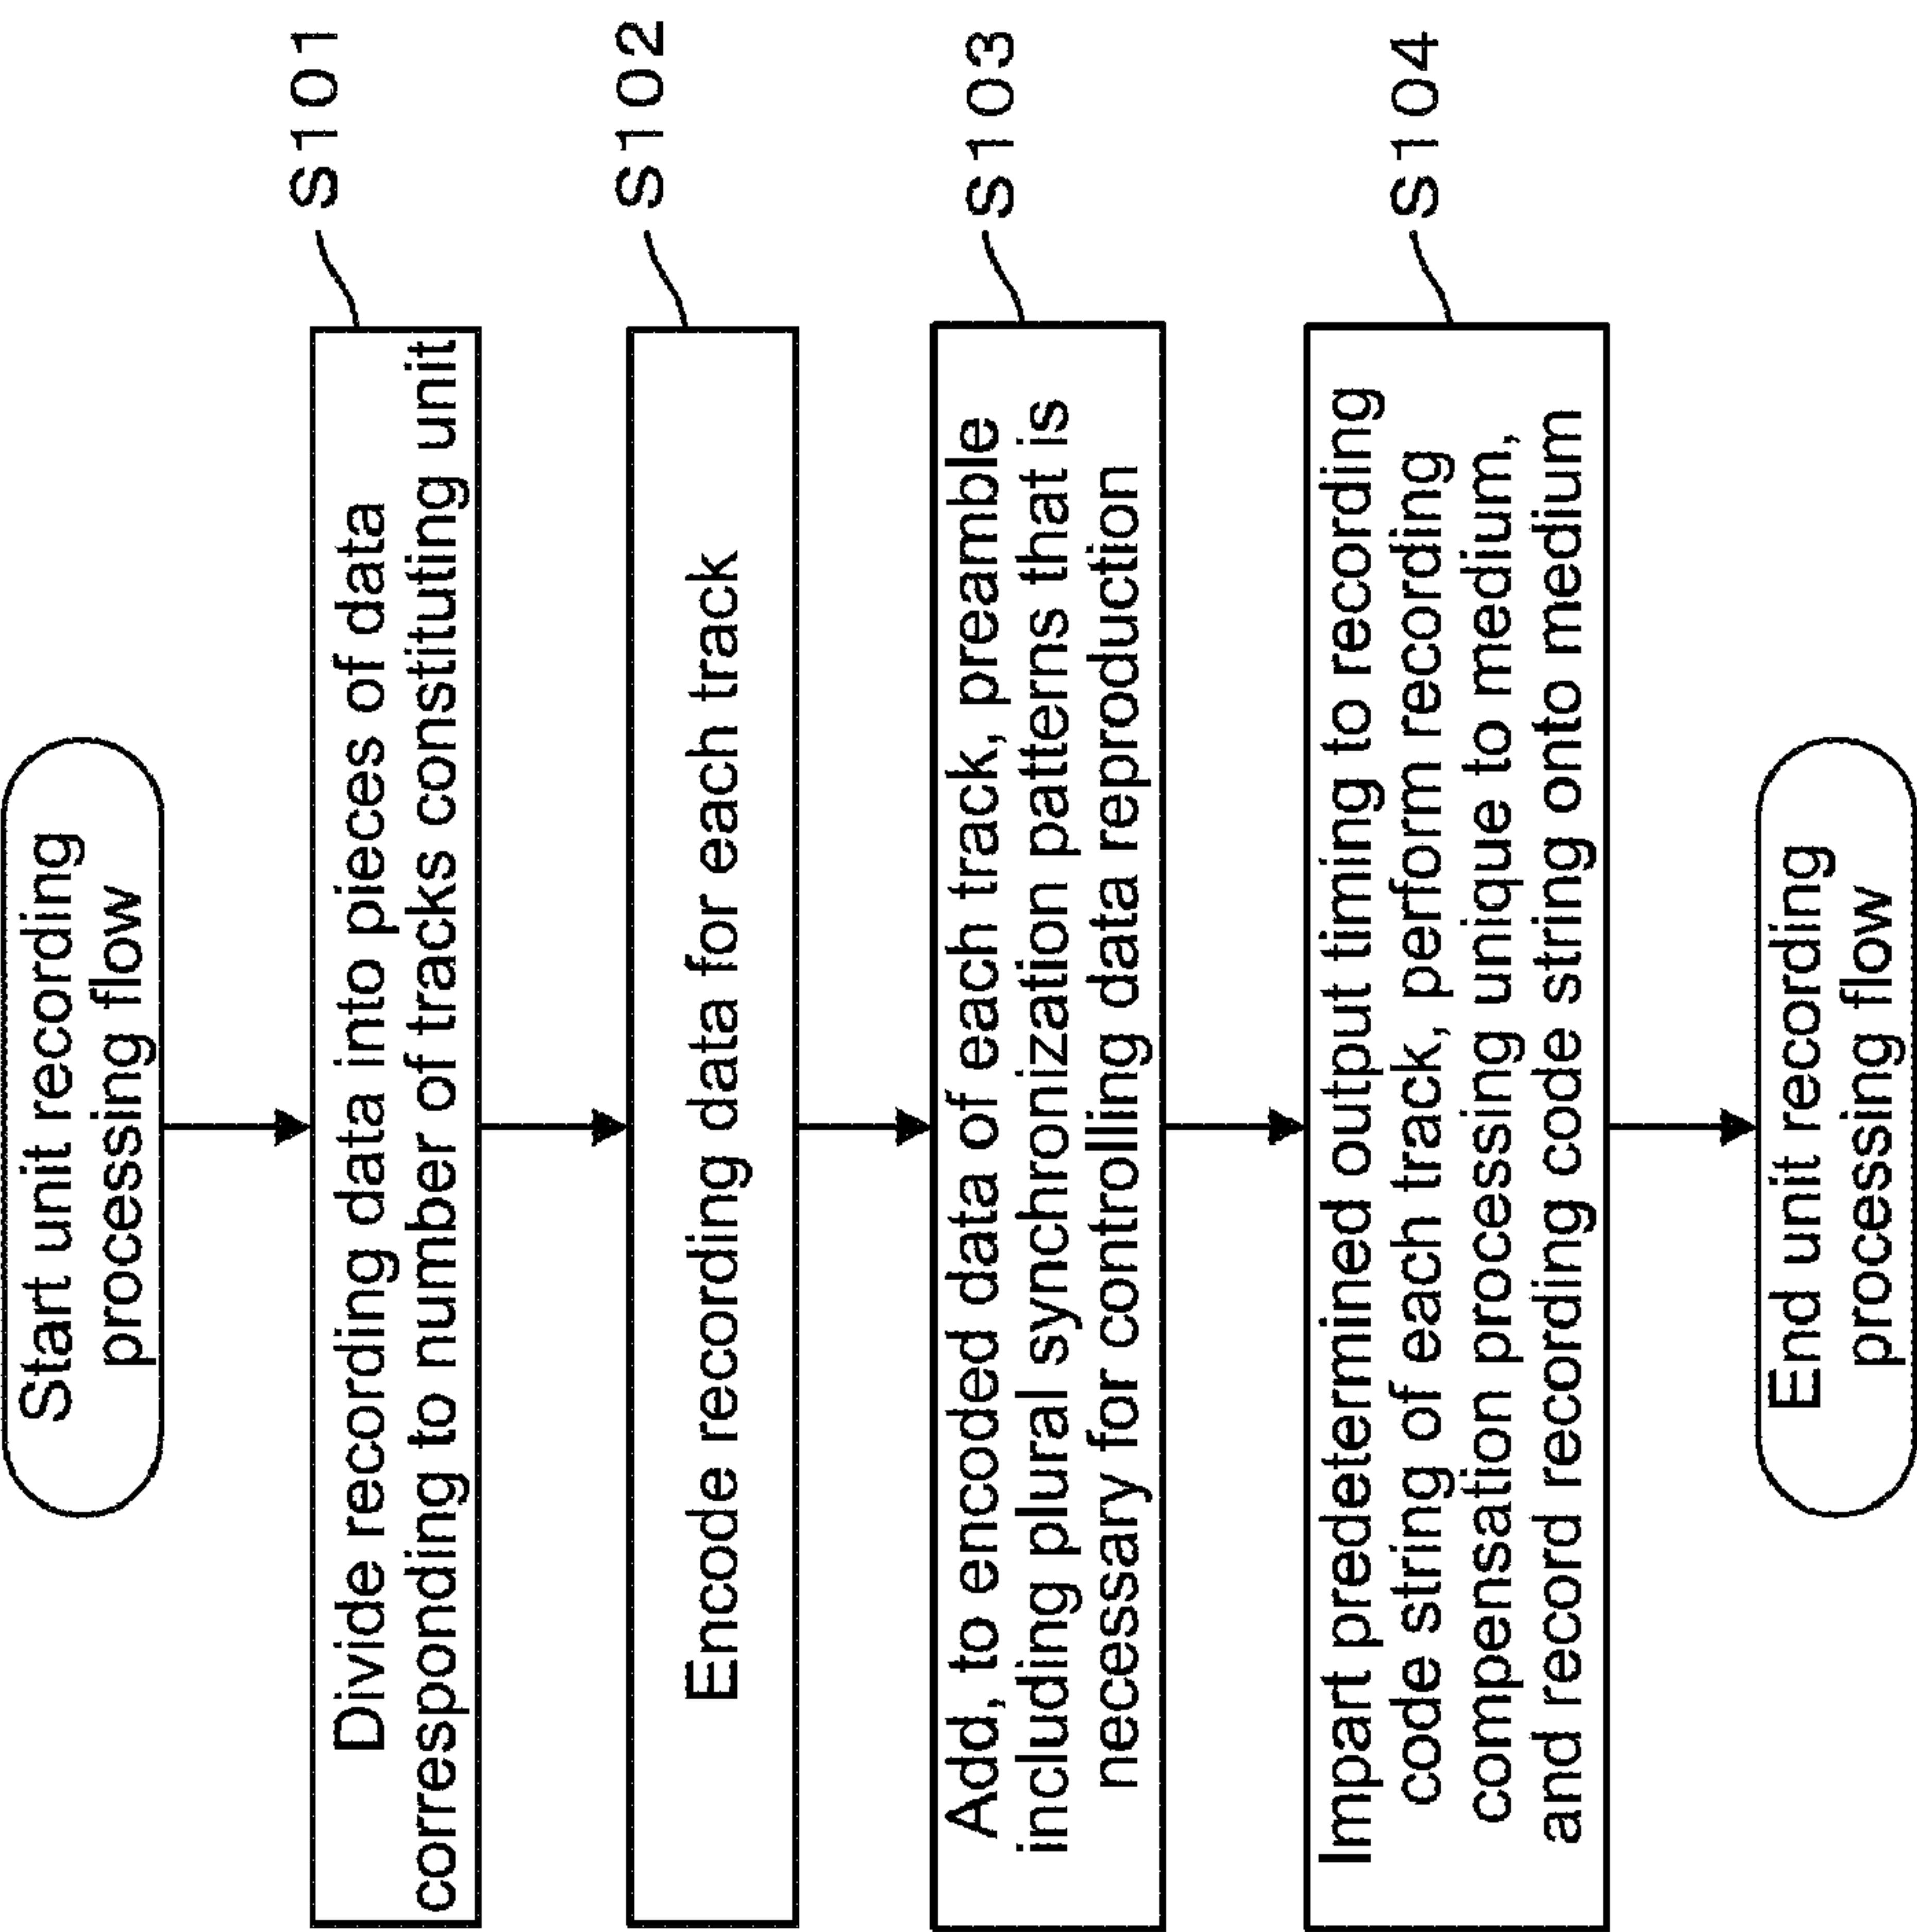 Start unit recording
processing flow
S101
Divide recording data into pieces of data
corresponding to number of tracks constituting unit
S102
Encode recording data for each track
S103
Add, to encoded data of each track, preamble
including plural synchronization patterns that is
necessary for controlling data reproduction
S104
Impart predetermined output timing to recording
code string of each track, perform recording
compensation processing unique to medium,
and record recording code string onto medium
End unit recording
processing flow